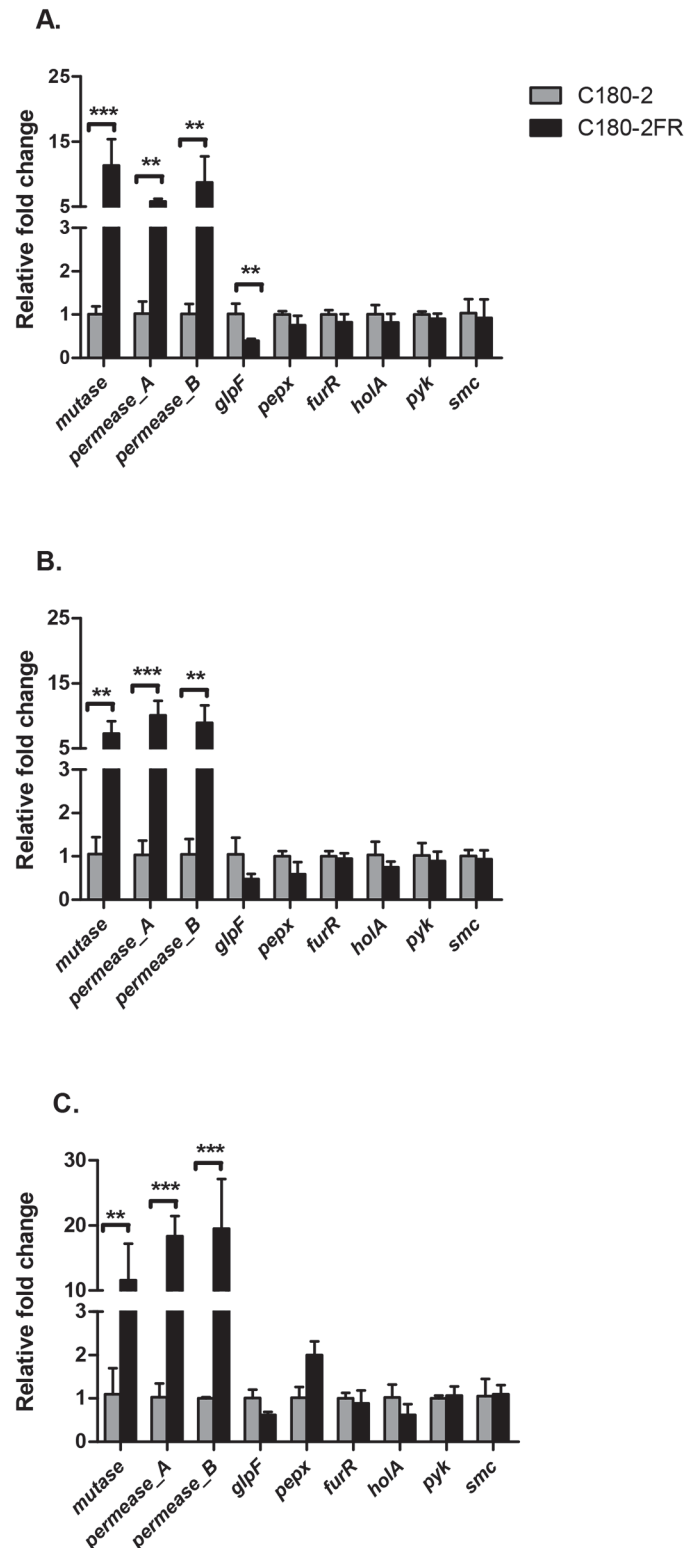 A.
C180-2
C180-2FR
Relative fold change
25
15
5
3
2
1
0
***
**
**
**
mutase
permease_A
permease_B
glpF
pepx
furR
holA
pyk
smc
B.
Relative fold change
25
15
5
3
2
1
0
**
***
**
mutase
permease_A
permease_B
glpF
pepx
furR
holA
pyk
smc
C.
Relative fold change
30
20
10
3
2
1
0
**
***
***
mutase
permease_A
permease_B
glpF
pepx
furR
holA
pyk
smc